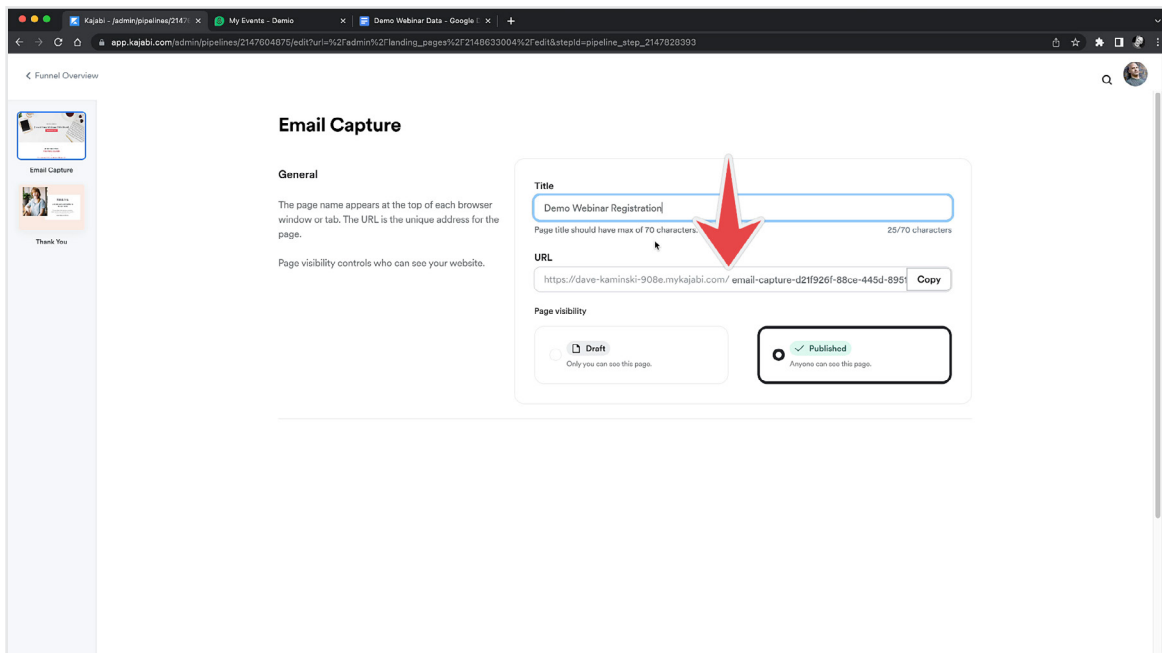 Kajabi - /admin/pipelines/2147
My Events - Demio
Demo Webinar Data - Google
app.kajabi.com/admin/pipelines/2147604875/edit?url=%2Fadmin%2Flanding_pages%2F2148633004%2Fedit&stepId=pipeline_step_2147828393
Funnel Overview
Email Capture
Thank You
Email Capture
General
The page name appears at the top of each browser
window or tab. The URL is the unique address for the
page.
Page visibility controls who can see your website.
Title
Demo Webinar Registration
Page title should have max of 70 characters.
25/70 characters
URL
https://dave-kaminski-908e.mykajabi.com/ email-capture-d21f926f-88ce-445d-8951
Copy
Page visibility
Draft
Only you can see this page.
Published
Anyone can see this page.